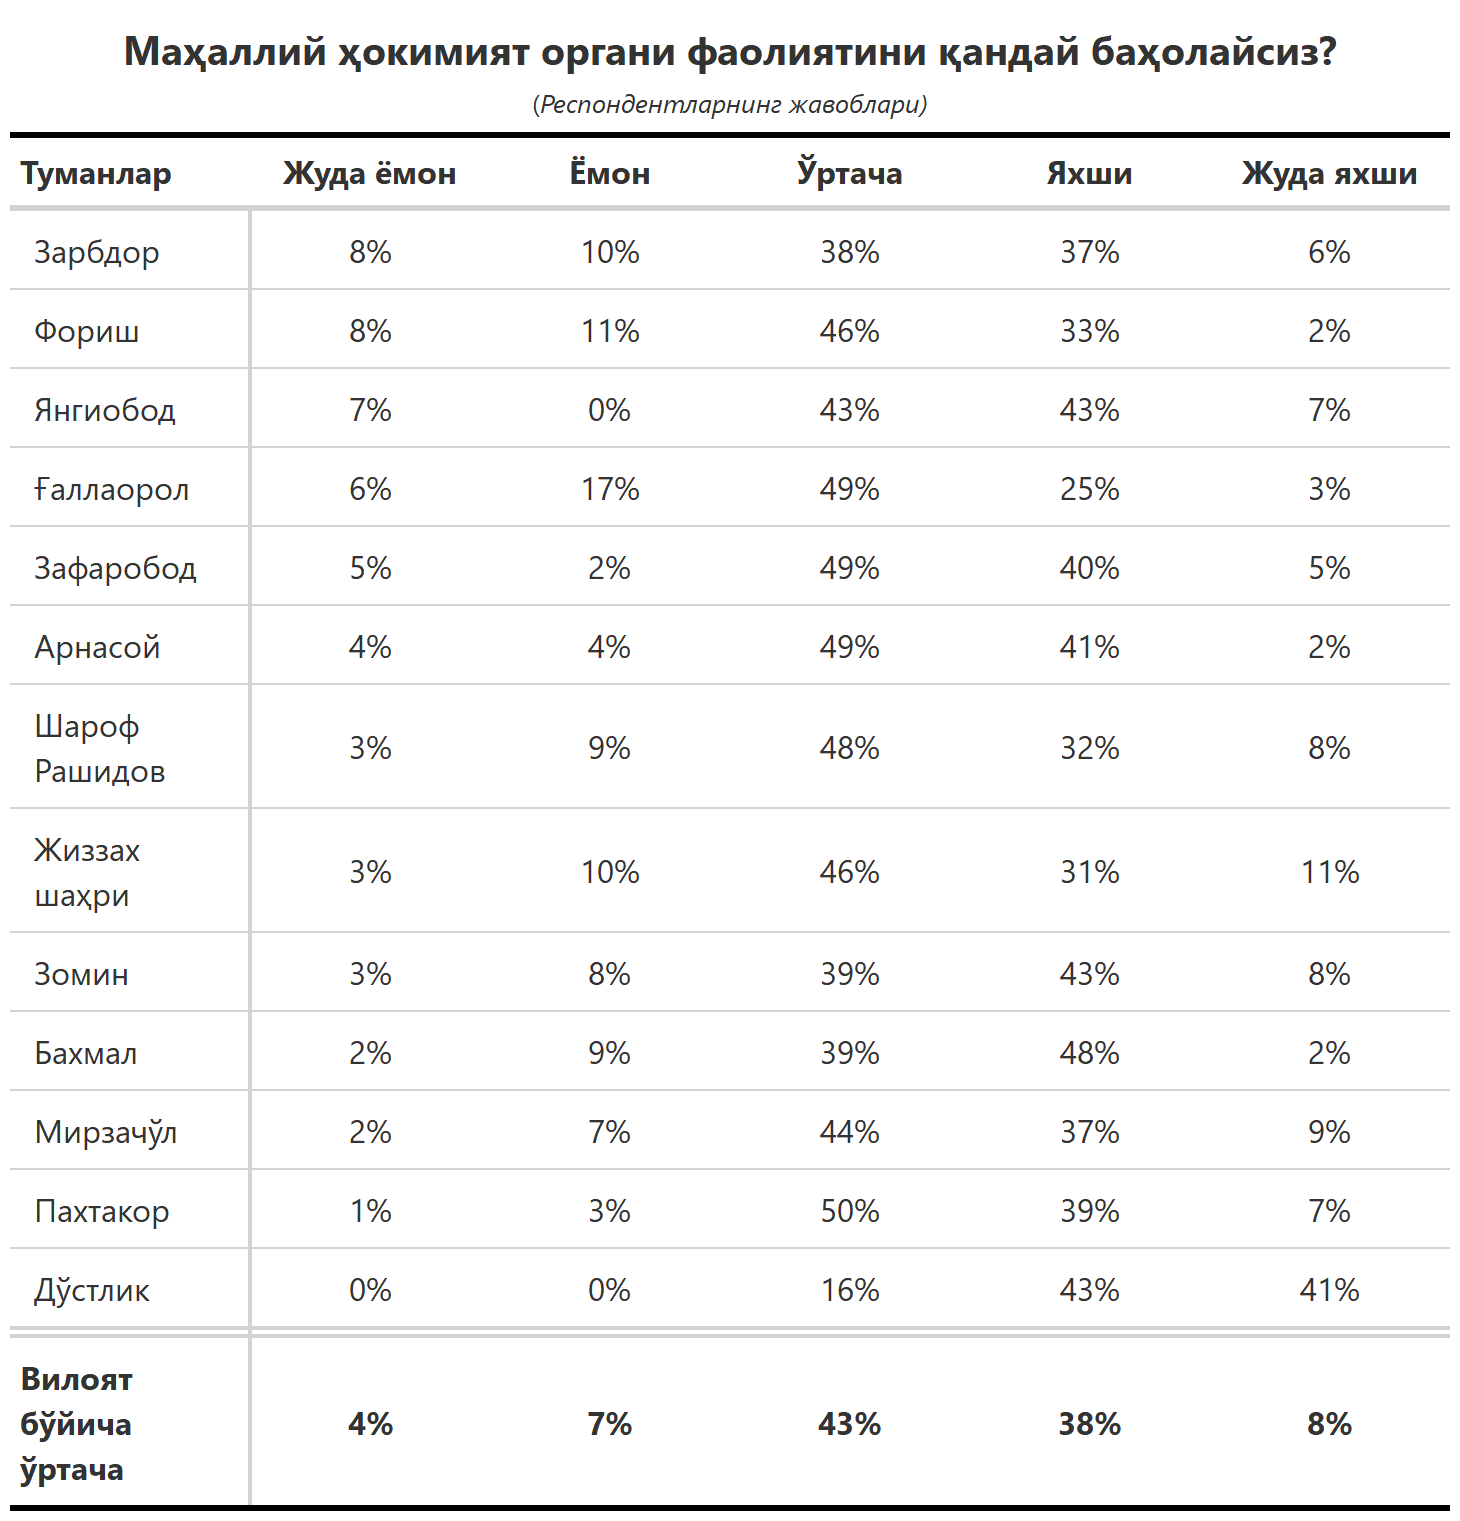 Маҳаллий ҳокимият органи фаолиятини қандай баҳолайсиз?
(Респондентларнинг жавоблари)
Туманлар Жуда ёмон Ёмон Ўртача Яхши Жуда яхши
Зарбдор 8% 10% 38% 37% 6%
Фориш 8% 11% 46% 33% 2%
Янгиобод 7% 0% 43% 43% 7%
Ғаллаорол 6% 17% 49% 25% 3%
Зафаробод 5% 2% 49% 40% 5%
Арнасой 4% 4% 49% 41% 2%
Шароф
Рашидов 3% 9% 48% 32% 8%
Жиззах
шаҳри 3% 10% 46% 31% 11%
Зомин 3% 8% 39% 43% 8%
Бахмал 2% 9% 39% 48% 2%
Мирзачўл 2% 7% 44% 37% 9%
Пахтакор 1% 3% 50% 39% 7%
Дўстлик 0% 0% 16% 43% 41%
Вилоят
бўйича 4% 7% 43% 38% 8%
ўртача